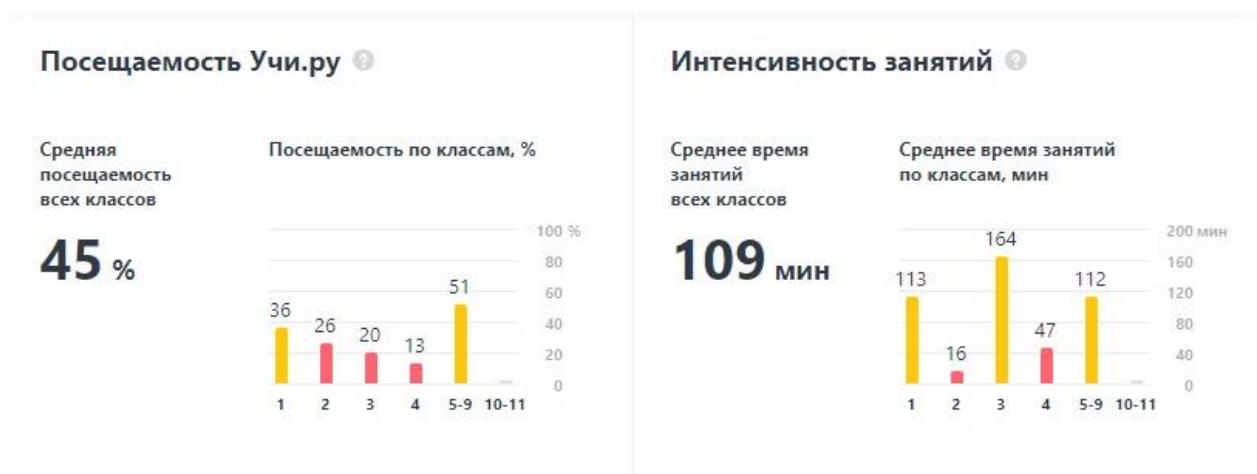 Посещаемость Учи.ру ?
Средняя
посещаемость
всех классов
45 %
Посещаемость по классам, %
100 %
80
60
40
20
0
36
26
20
13
51
1 2 3 4 5-9 10-11
Интенсивность занятий ?
Среднее время
занятий
всех классов
109 мин
Среднее время занятий
по классам, мин
200 мин
160
120
80
40
0
113
16
164
47
112
1 2 3 4 5-9 10-11